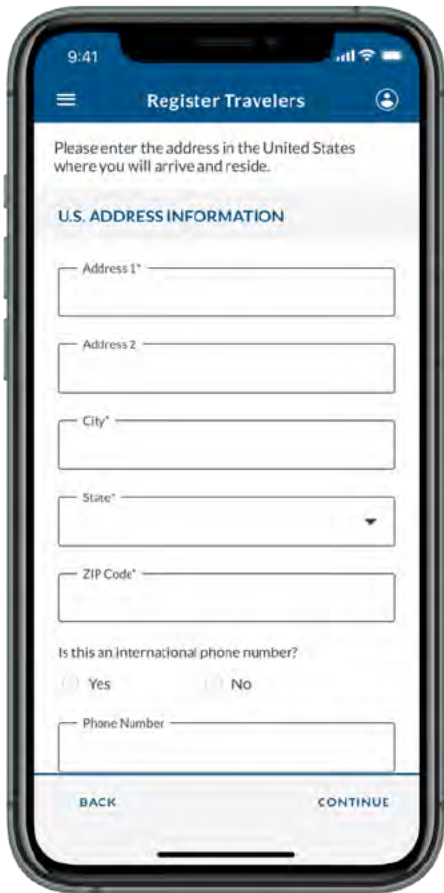 9:41
Register Travelers
Please enter the address in the United States
where you will arrive and reside.
U.S. ADDRESS INFORMATION
Address 1*
Address 2
City*
State*
ZIP Code*
Is this an international phone number?
Yes No
Phone Number
BACK CONTINUE